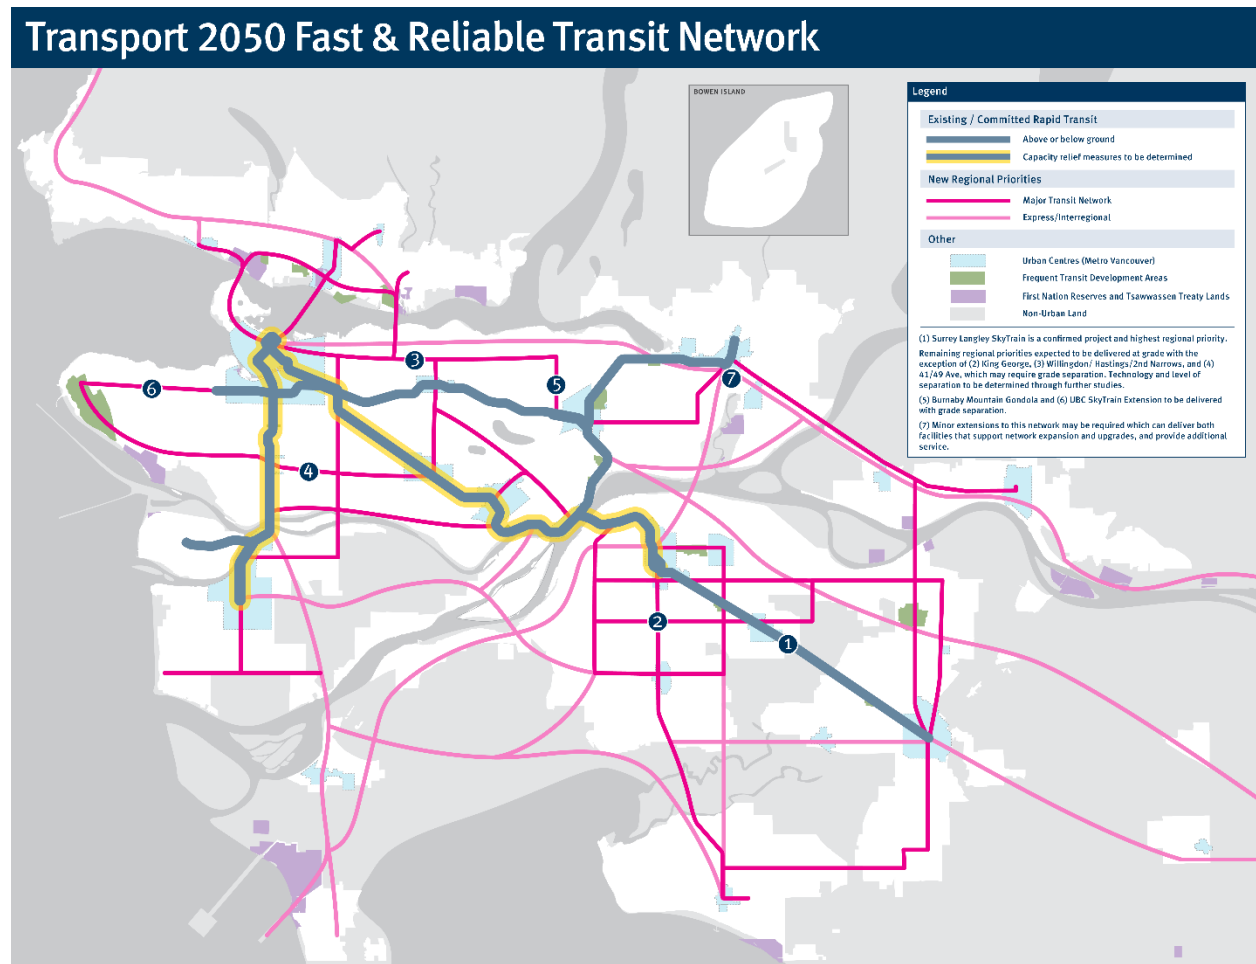 Transport 2050 Fast & Reliable Transit Network
BOWEN ISLAND
Legend
Existing / Committed Rapid Transit
Above or below ground
Capacity relief measures to be determined
New Regional Priorities
Major Transit Network
Express/Interregional
Other
Urban Centres (Metro Vancouver)
Frequent Transit Development Areas
First Nation Reserves and Tsawwassen Treaty Lands
Non-Urban Land
(1) Surrey Langley SkyTrain is a confirmed project and highest regional priority.
Remaining regional priorities expected to be delivered at grade with the
exception of (2) King George, (3) Willingdon/ Hastings/2nd Narrows, and (4)
41/49 Ave, which may require grade separation. Technology and level of
separation to be determined through further studies.
(5) Burnaby Mountain Gondola and (6) UBC SkyTrain Extension to be delivered
with grade separation.
(7) Minor extensions to this network may be required which can deliver both
facilities that support network expansion and upgrades, and provide additional
service.
3
7
5
6
4
2
1